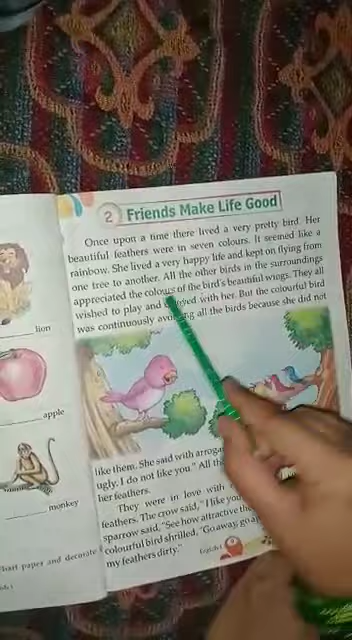 lion
apple
monkey
hart paper and decorate
2 Friends Make Life Good
Once upon a time there lived a very pretty bird. Her
beautiful feathers were in seven colours. It seemed like a
rainbow. She lived a very happy life and kept on flying from
one tree to another. All the other birds in the surroundings
appreciated the colours of the bird's beautiful wings. They all
wished to play and with her. But the colourful bird
was continuously all the birds because she did not
like them. She said with
ugly. I do not like you." All
her feathers.
They were in love with
feathers. The crow said, "I like
sparrow said, "See how attractive
colourful bird shrilled, "Go away, go
my feathers dirty."